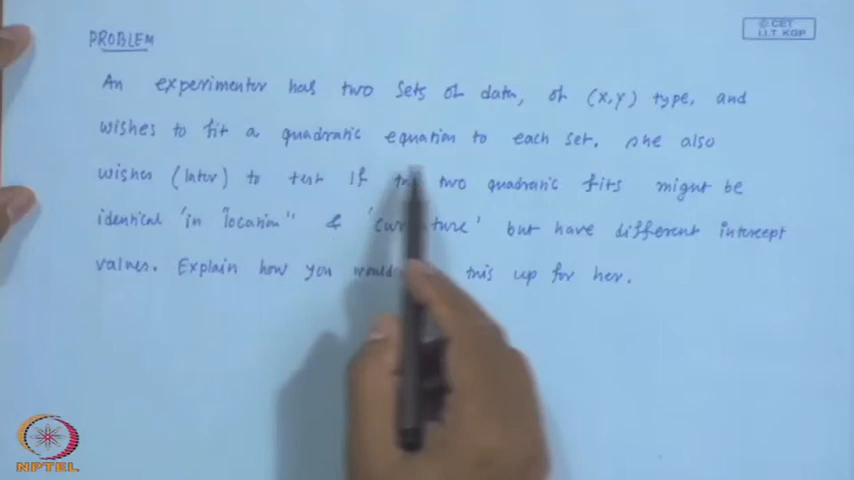 © CET
I.I.T. KGP
PROBLEM
An experimenter has two sets of data, of (X,Y) type, and
wishes to fit a quadratic equation to each set. she also
wishes (later) to test if two quadratic fits might be
identical 'in "location" & but have different intercept
values. Explain how you would this up for her.
NPTEL